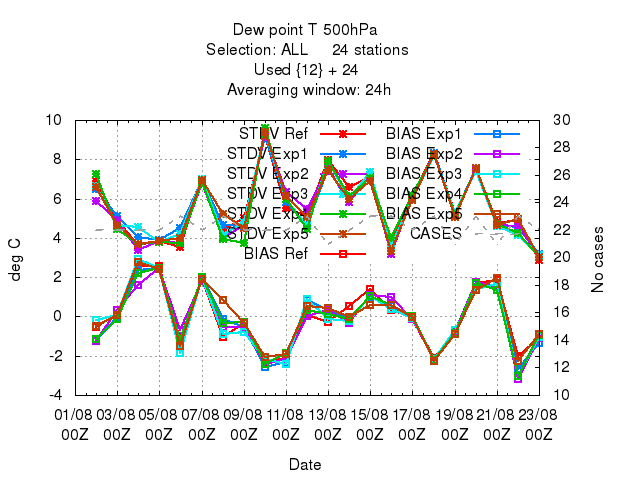 Dew point T 500hPa
Selection: ALL 24 stations
Used {12} + 24
Averaging window: 24h
10
8
6
4
2
0
-2
-4
deg C
30
28
26
24
22
20
18
16
14
12
10
No cases
STDV Ref
STDV Exp1
STDV Exp2
STDV Exp3
STDV Exp4
STDV Exp5
BIAS Ref
BIAS Exp1
BIAS Exp2
BIAS Exp3
BIAS Exp4
BIAS Exp5
CASES
01/08 03/08 05/08 07/08 09/08 11/08 13/08 15/08 17/08 19/08 21/08 23/08
00Z 00Z 00Z 00Z 00Z 00Z 00Z 00Z 00Z 00Z 00Z 00Z
Date